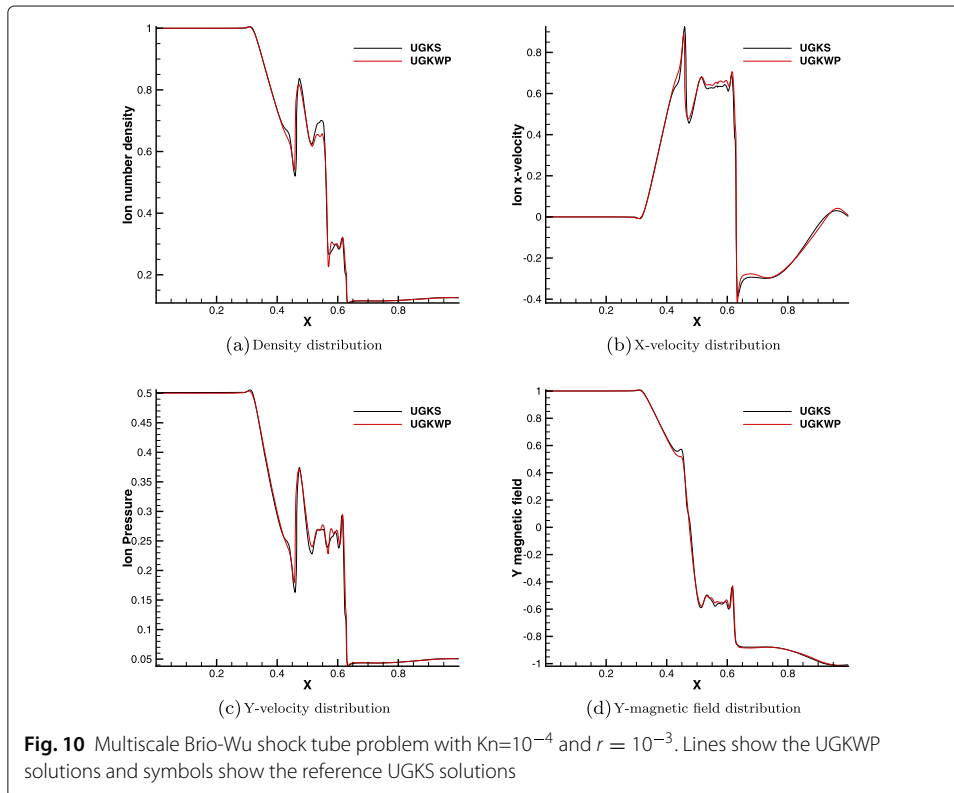 1
0.8
0.6
0.4
0.2
Ion number density
UGKS
UGKWP
0.2
0.4
0.6
0.8
X
(a) Density distribution
0.8
0.6
0.4
0.2
0
-0.2
-0.4
Ion x-velocity
UGKS
UGKWP
0.2
0.4
0.6
0.8
X
(b) X-velocity distribution
0.5
0.45
0.4
0.35
0.3
0.25
0.2
0.15
0.1
0.05
Ion Pressure
UGKS
UGKWP
0.2
0.4
0.6
0.8
X
(c) Y-velocity distribution
1
0.8
0.6
0.4
0.2
0
-0.2
-0.4
-0.6
-0.8
-1
Y magnetic field
UGKS
UGKWP
0.2
0.4
0.6
0.8
X
(d) Y-magnetic field distribution
Fig. 10 Multiscale Brio-Wu shock tube problem with Kn=10⁻⁴ and r = 10⁻³. Lines show the UGKWP
solutions and symbols show the reference UGKS solutions